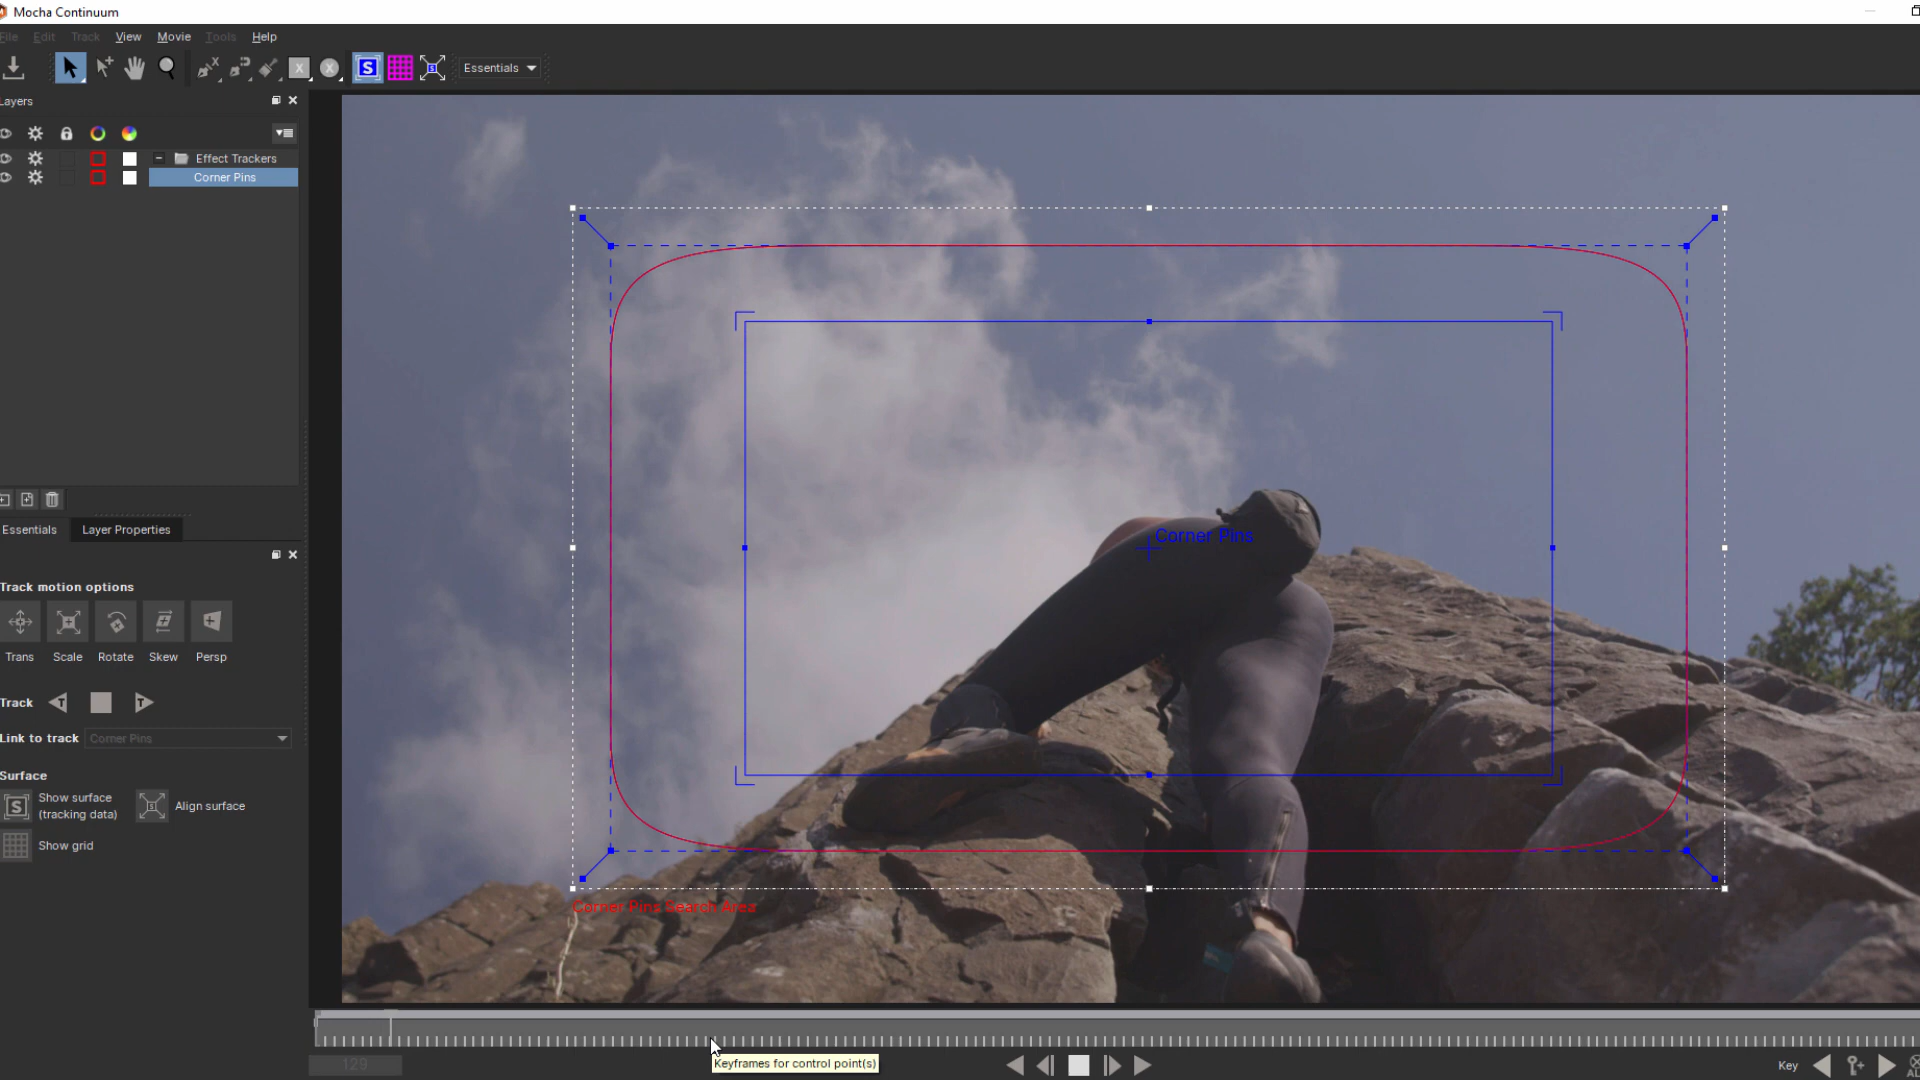 Mocha Continuum
File Edit Track View Movie Tools Help
S Essentials
Layers
Effect Trackers
Corner Pins
Essentials Layer Properties
Track motion options
Trans Scale Rotate Skew Persp
Track
Link to track Corner Pins
Surface
Show surface
(tracking data)
Align surface
Show grid
Corner Pins
Corner Pins Search Area
Keyframes for control point(s)
129
Key